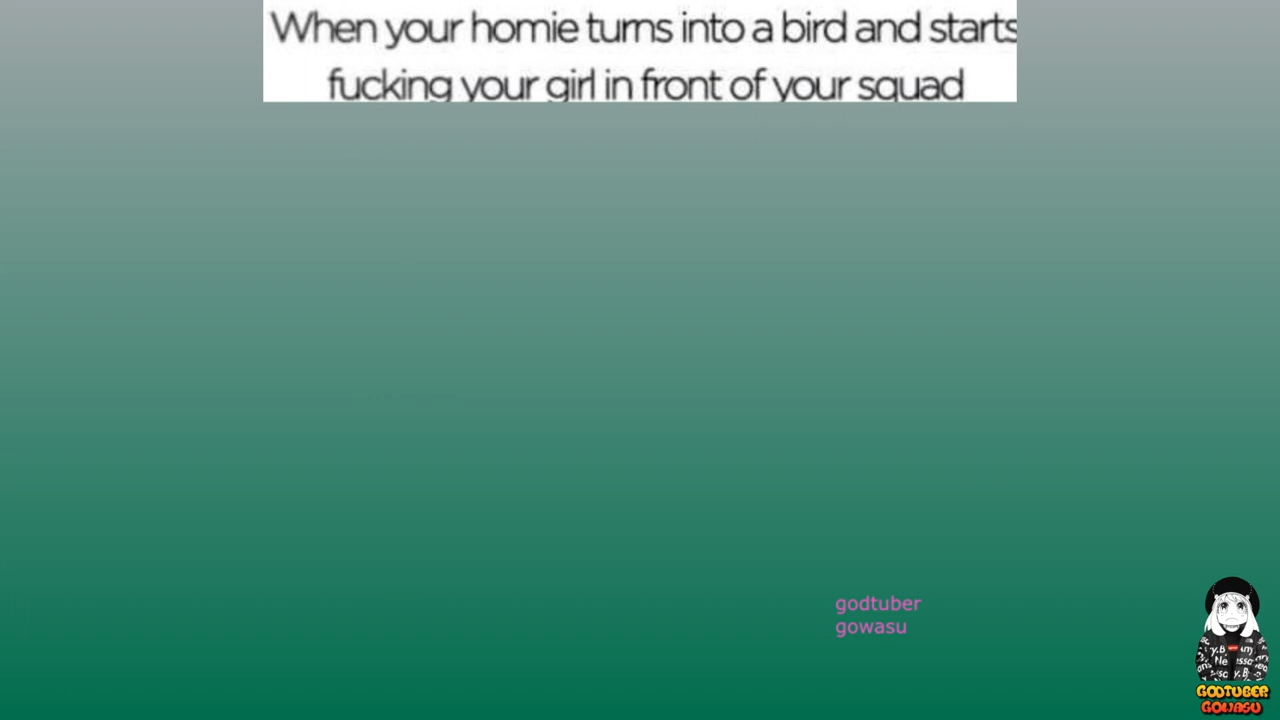 When your homie turns into a bird and starts
fucking your girl in front of your squad
godtuber
gowasu
GODTUBER
GOWASU